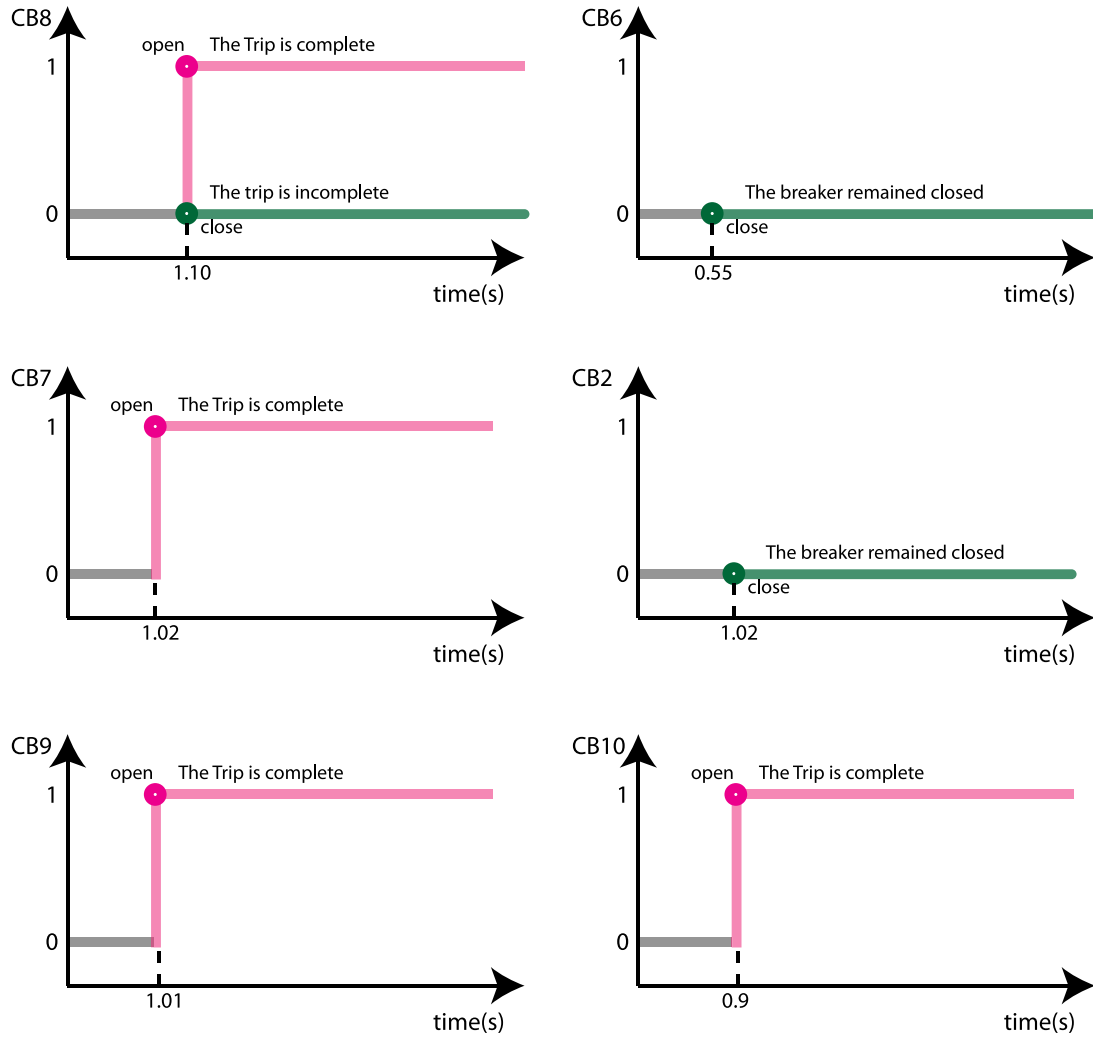 CB8
open The Trip is complete
1
The trip is incomplete
0
close
1.10
time(s)
CB6
1
The breaker remained closed
0
close
0.55
time(s)
CB7
open The Trip is complete
1
0
1.02
time(s)
CB2
1
The breaker remained closed
0
close
1.02
time(s)
CB9
open The Trip is complete
1
0
1.01
time(s)
CB10
open The Trip is complete
1
0
0.9
time(s)